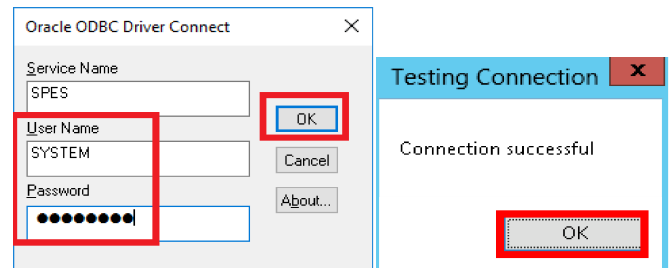 Oracle ODBC Driver Connect
Service Name
SPES
User Name
SYSTEM
Password
●●●●●●●●
OK
Cancel
About...
Testing Connection
x
Connection successful
OK